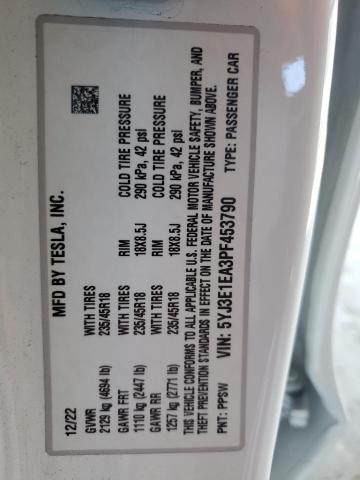 MFD BY TESLA, INC.
12/22
GVWR WITH TIRES RIM COLD TIRE PRESSURE
2129 kg (4694 lb) 235/45R18 18X8.5J 290 kPa, 42 psi
GAWR FRT WITH TIRES RIM COLD TIRE PRESSURE
1110 kg (2447 lb) 235/45R18 18X8.5J 290 kPa, 42 psi
GAWR RR
1257 kg (2771 lb)
THIS VEHICLE CONFORMS TO ALL APPLICABLE U.S. FEDERAL MOTOR VEHICLE SAFETY, BUMPER, AND
THEFT PREVENTION STANDARDS IN EFFECT ON THE DATE OF MANUFACTURE SHOWN ABOVE.
VIN: 5YJ3E1EA3PF453790
PNT: PPSW TYPE: PASSENGER CAR